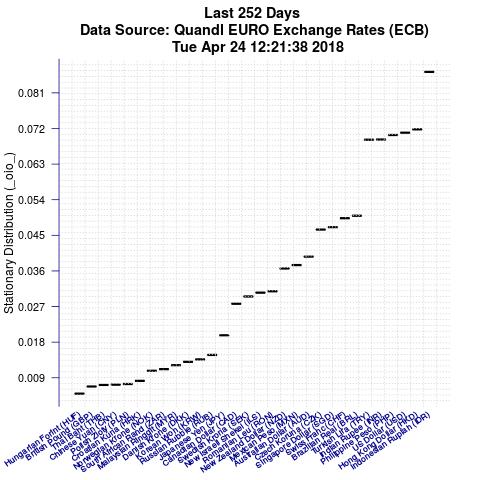 Last 252 Days
Data Source: Quandl EURO Exchange Rates (ECB)
Tue Apr 24 12:21:38 2018
Stationary Distribution (_oio_)
0.081
0.072
0.063
0.054
0.045
0.036
0.027
0.018
0.009
Hungarian Forint (HUF)
British Pound (GBP)
Thai Baht (THB)
Chinese Yuan (CNY)
(PLN)
Kuna (HRK)
Norwegian Krone (NOK)
South African Rand (ZAR)
Malaysian Ringgit (MYR)
Danish
Korean Won (KRW)
Russian Rouble (RUB)
Japanese Yen (JPY)
Canadian Dollar (CAD)
Swedish Krona (SEK)
Israeli (ILS)
Romanian (RON)
New Zealand Dollar (NZD)
Mexican Peso (MXN)
Australian Dollar (AUD)
Czech Koruna (CZK)
Singapore Dollar (SGD)
Swiss Franc (CHF)
Brazilian Real (BRL)
Turkish Lira (TRY)
Indian Rupee (INR)
Philippine Peso (PHP)
US Dollar (USD)
Hong Kong Dollar (HKD)
Indonesian Rupiah (IDR)